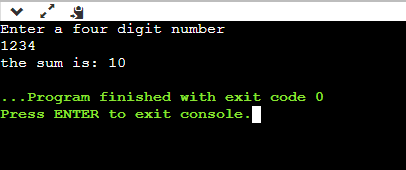 Enter a four digit number
1234
the sum is: 10
...Program finished with exit code 0
Press ENTER to exit console.